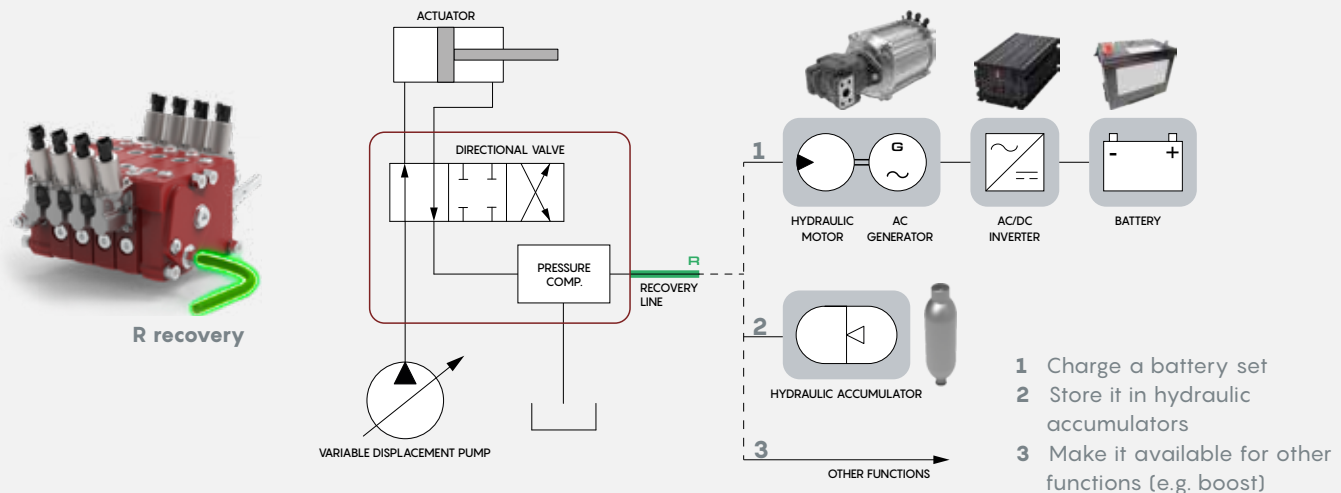 ACTUATOR
DIRECTIONAL VALVE
PRESSURE
COMP.
R
RECOVERY
LINE
R recovery
VARIABLE DISPLACEMENT PUMP
1
G
- +
HYDRAULIC
MOTOR
AC
GENERATOR
AC/DC
INVERTER
BATTERY
2
HYDRAULIC ACCUMULATOR
3
OTHER FUNCTIONS
1 Charge a battery set
2 Store it in hydraulic
accumulators
3 Make it available for other
functions (e.g. boost)